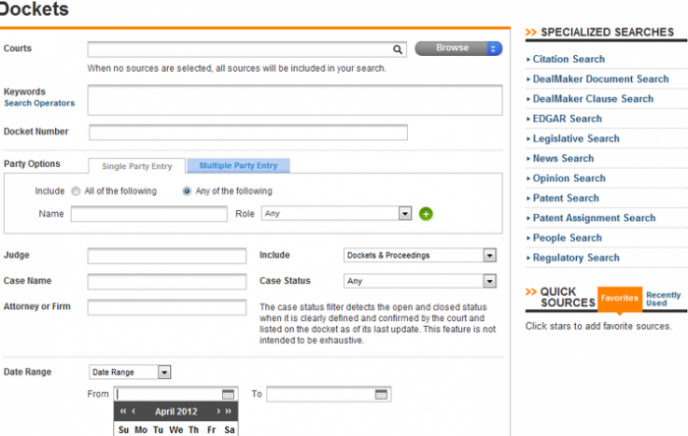 Dockets
Courts
Browse
When no sources are selected, all sources will be included in your search.
Keywords
Search Operators
Docket Number
Party Options
Single Party Entry
Multiple Party Entry
Include All of the following Any of the following
Name Role Any
Judge
Include Dockets & Proceedings
Case Name
Case Status Any
Attorney or Firm
The case status filter detects the open and closed status
when it is clearly defined and confirmed by the court and
listed on the docket as of its last update. This feature is not
intended to be exhaustive.
Date Range Date Range
From To
« ‹ April 2012 › »
Su Mo Tu We Th Fr Sa
>> SPECIALIZED SEARCHES
Citation Search
DealMaker Document Search
DealMaker Clause Search
EDGAR Search
Legislative Search
News Search
Opinion Search
Patent Search
Patent Assignment Search
People Search
Regulatory Search
>> QUICK
SOURCES
Favorites
Recently
Used
Click stars to add favorite sources.